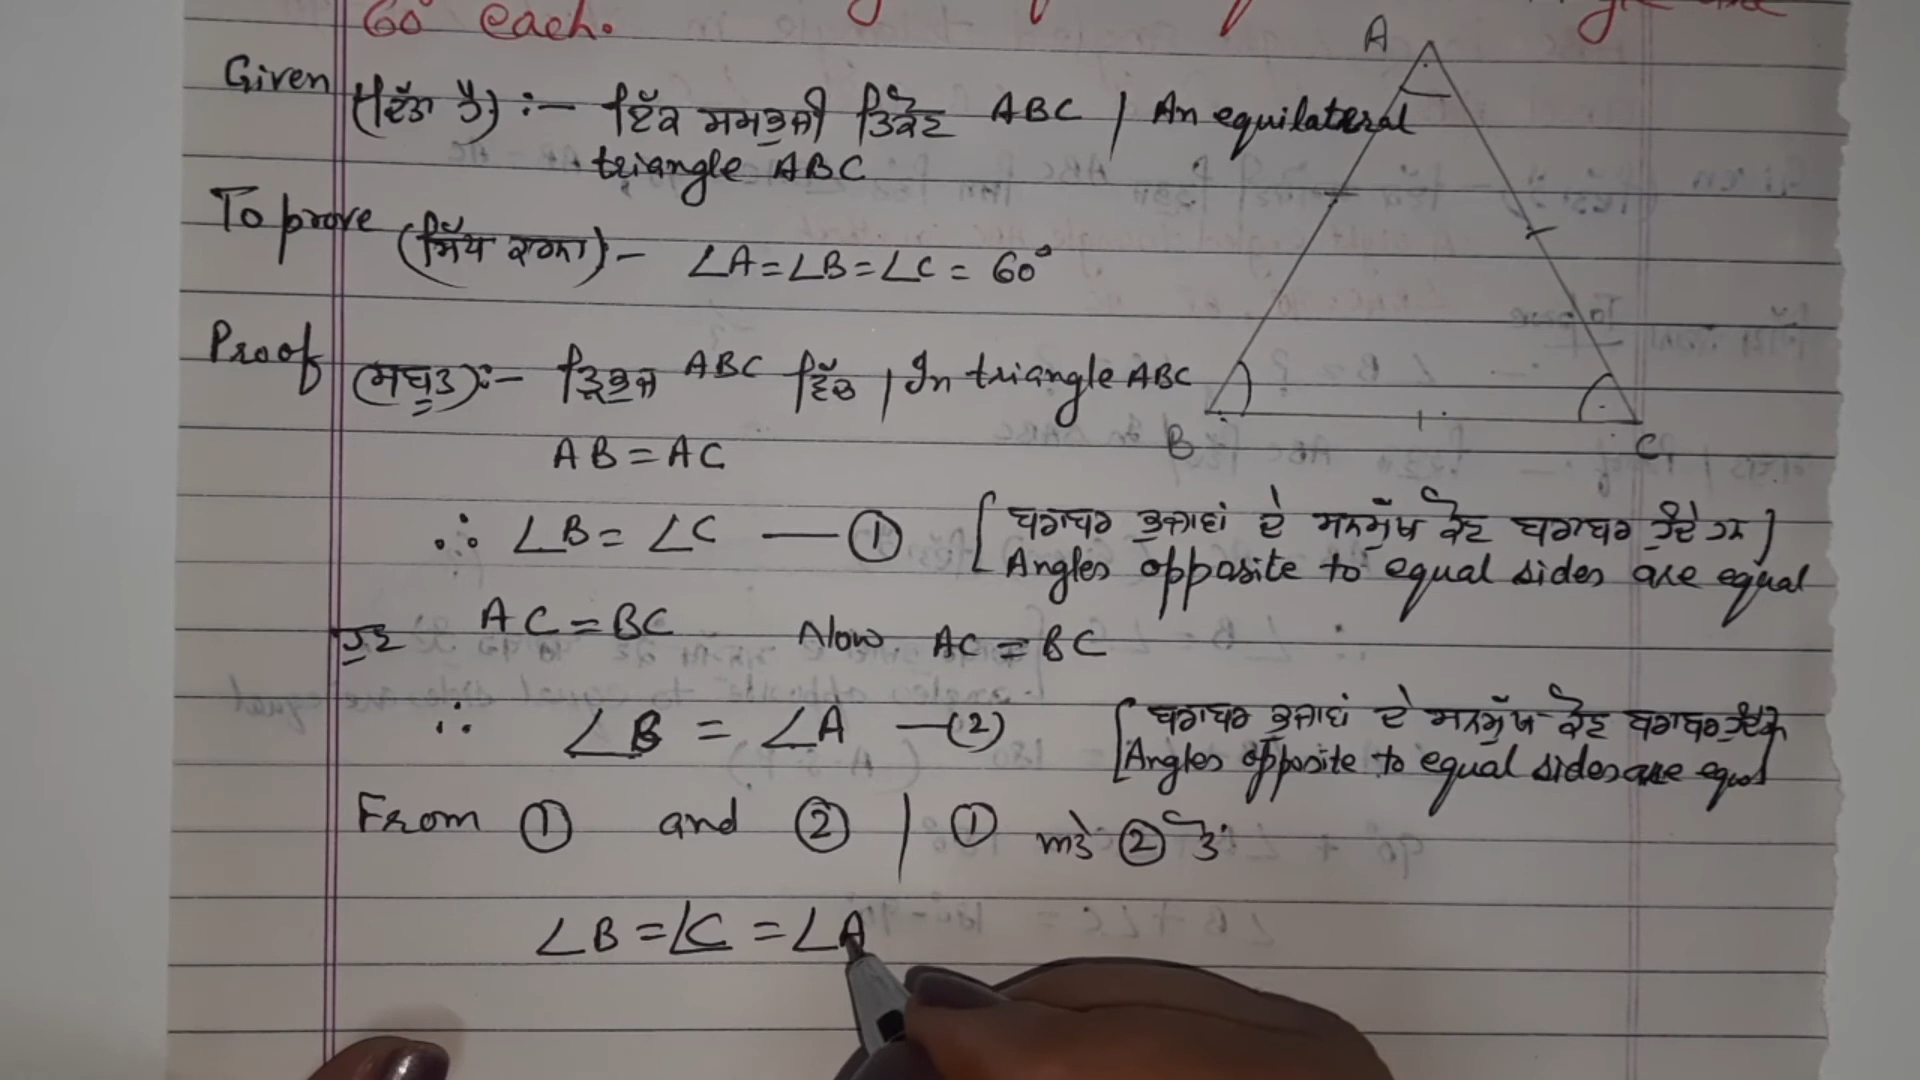 60° each.
A
Given (ਦਿੱਤਾ ਹੈ) :- ਇੱਕ ਸਮਭੁਜੀ ਤਿਕੋਣ ABC / An equilateral
triangle ABC
To prove (ਸਿੱਧ ਕਰਨਾ) - ∠A = ∠B = ∠C = 60°
Proof (ਸਬੂਤ) :- ਤ੍ਰਿਭੁਜ ABC ਵਿੱਚ / In triangle ABC
B
C
AB = AC
∴ ∠B = ∠C — ① [ਬਰਾਬਰ ਭੁਜਾਵਾਂ ਦੇ ਸਨਮੁੱਖ ਕੋਣ ਬਰਾਬਰ ਹੁੰਦੇ ਹਨ]
Angles opposite to equal sides are equal
ਹੁਣ AC = BC Now AC = BC
∴ ∠B = ∠A — (2) [ਬਰਾਬਰ ਭੁਜਾਵਾਂ ਦੇ ਸਨਮੁੱਖ ਕੋਣ ਬਰਾਬਰ
[Angles opposite to equal sides are equal
From ① and ② / ① ਅਤੇ ② ਤੋਂ
∠B = ∠C = ∠A